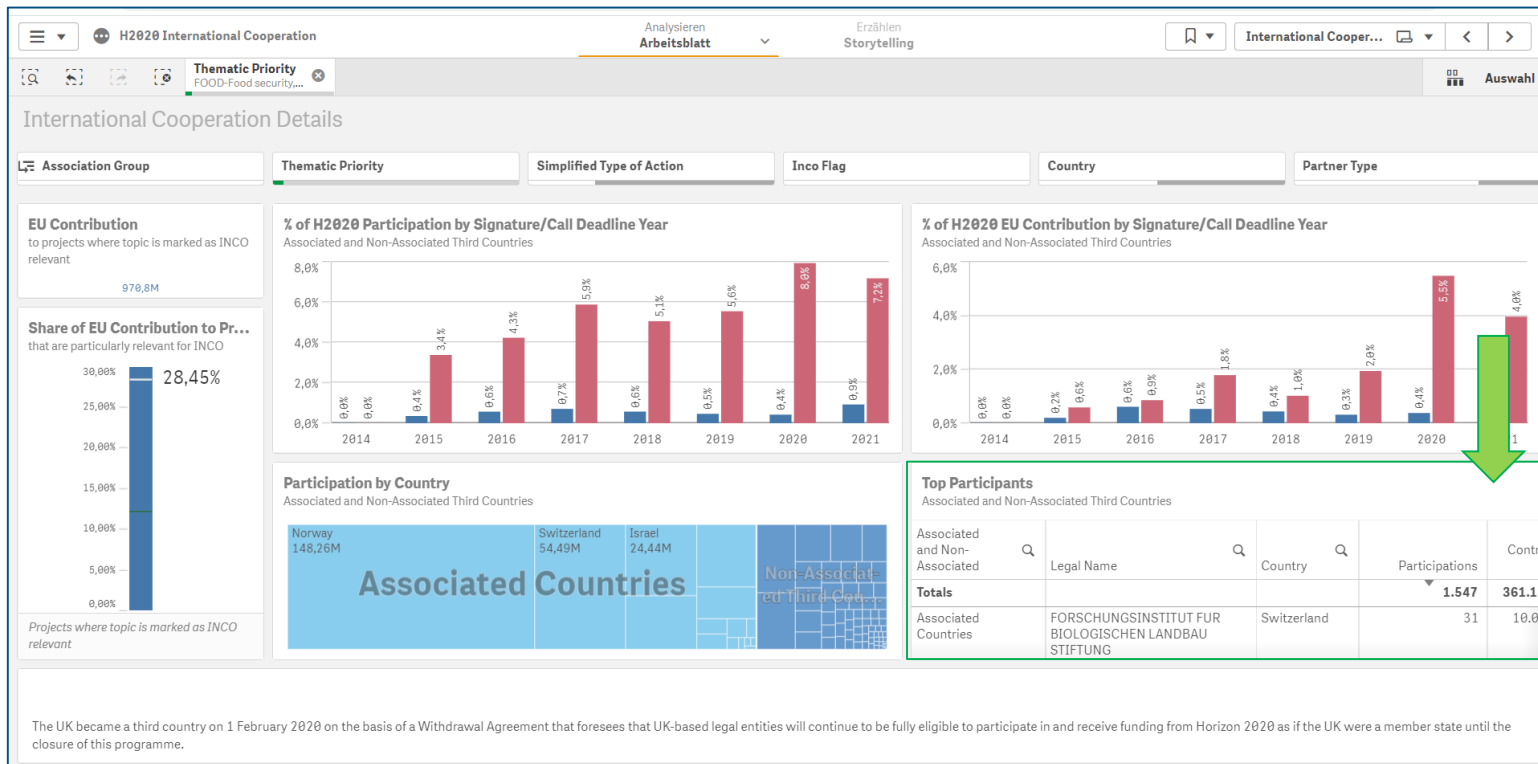 H2020 International Cooperation
Analysieren
Arbeitsblatt
Erzählen
Storytelling
International Cooper...
Thematic Priority
FOOD-Food security,...
Auswahl
International Cooperation Details
Association Group
Thematic Priority
Simplified Type of Action
Inco Flag
Country
Partner Type
EU Contribution
to projects where topic is marked as INCO
relevant
970,8M
Share of EU Contribution to Pr...
that are particularly relevant for INCO
30,00%
28,45%
25,00%
20,00%
15,00%
10,00%
5,00%
0,00%
Projects where topic is marked as INCO
relevant
% of H2020 Participation by Signature/Call Deadline Year
Associated and Non-Associated Third Countries
8,0%
6,0%
4,0%
2,0%
0,0%
0,0% 0,0% 0,4% 3,4% 0,6% 4,3% 0,7% 5,9% 0,6% 5,1% 0,5% 5,6% 0,4% 8,0% 0,9% 7,2%
2014 2015 2016 2017 2018 2019 2020 2021
% of H2020 EU Contribution by Signature/Call Deadline Year
Associated and Non-Associated Third Countries
6,0%
4,0%
2,0%
0,0%
0,0% 0,0% 0,2% 0,6% 0,6% 0,9% 0,5% 1,8% 0,4% 1,0% 0,3% 2,0% 0,4% 5,5% 4,0%
2014 2015 2016 2017 2018 2019 2020 1
Participation by Country
Associated and Non-Associated Third Countries
Norway
148,26M
Switzerland
54,49M
Israel
24,44M
Associated Countries
Non-Associat-
ed Third Cou...
Top Participants
Associated and Non-Associated Third Countries
Associated
and Non-
Associated
Legal Name
Country
Participations
Contr
Totals 1.547 361.1
Associated
Countries
FORSCHUNGSINSTITUT FUR
BIOLOGISCHEN LANDBAU
STIFTUNG
Switzerland
31
10.0
The UK became a third country on 1 February 2020 on the basis of a Withdrawal Agreement that foresees that UK-based legal entities will continue to be fully eligible to participate in and receive funding from Horizon 2020 as if the UK were a member state until the
closure of this programme.